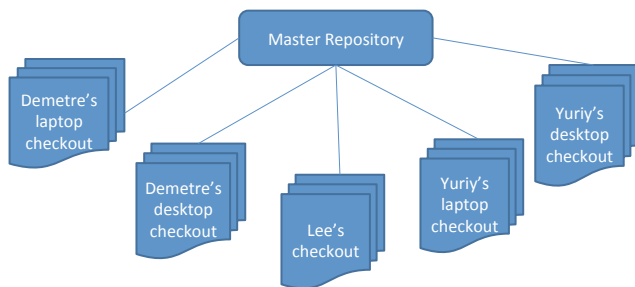 Master Repository
Demetre's
laptop
checkout
Demetre's
desktop
checkout
Lee's
checkout
Yuriy's
laptop
checkout
Yuriy's
desktop
checkout